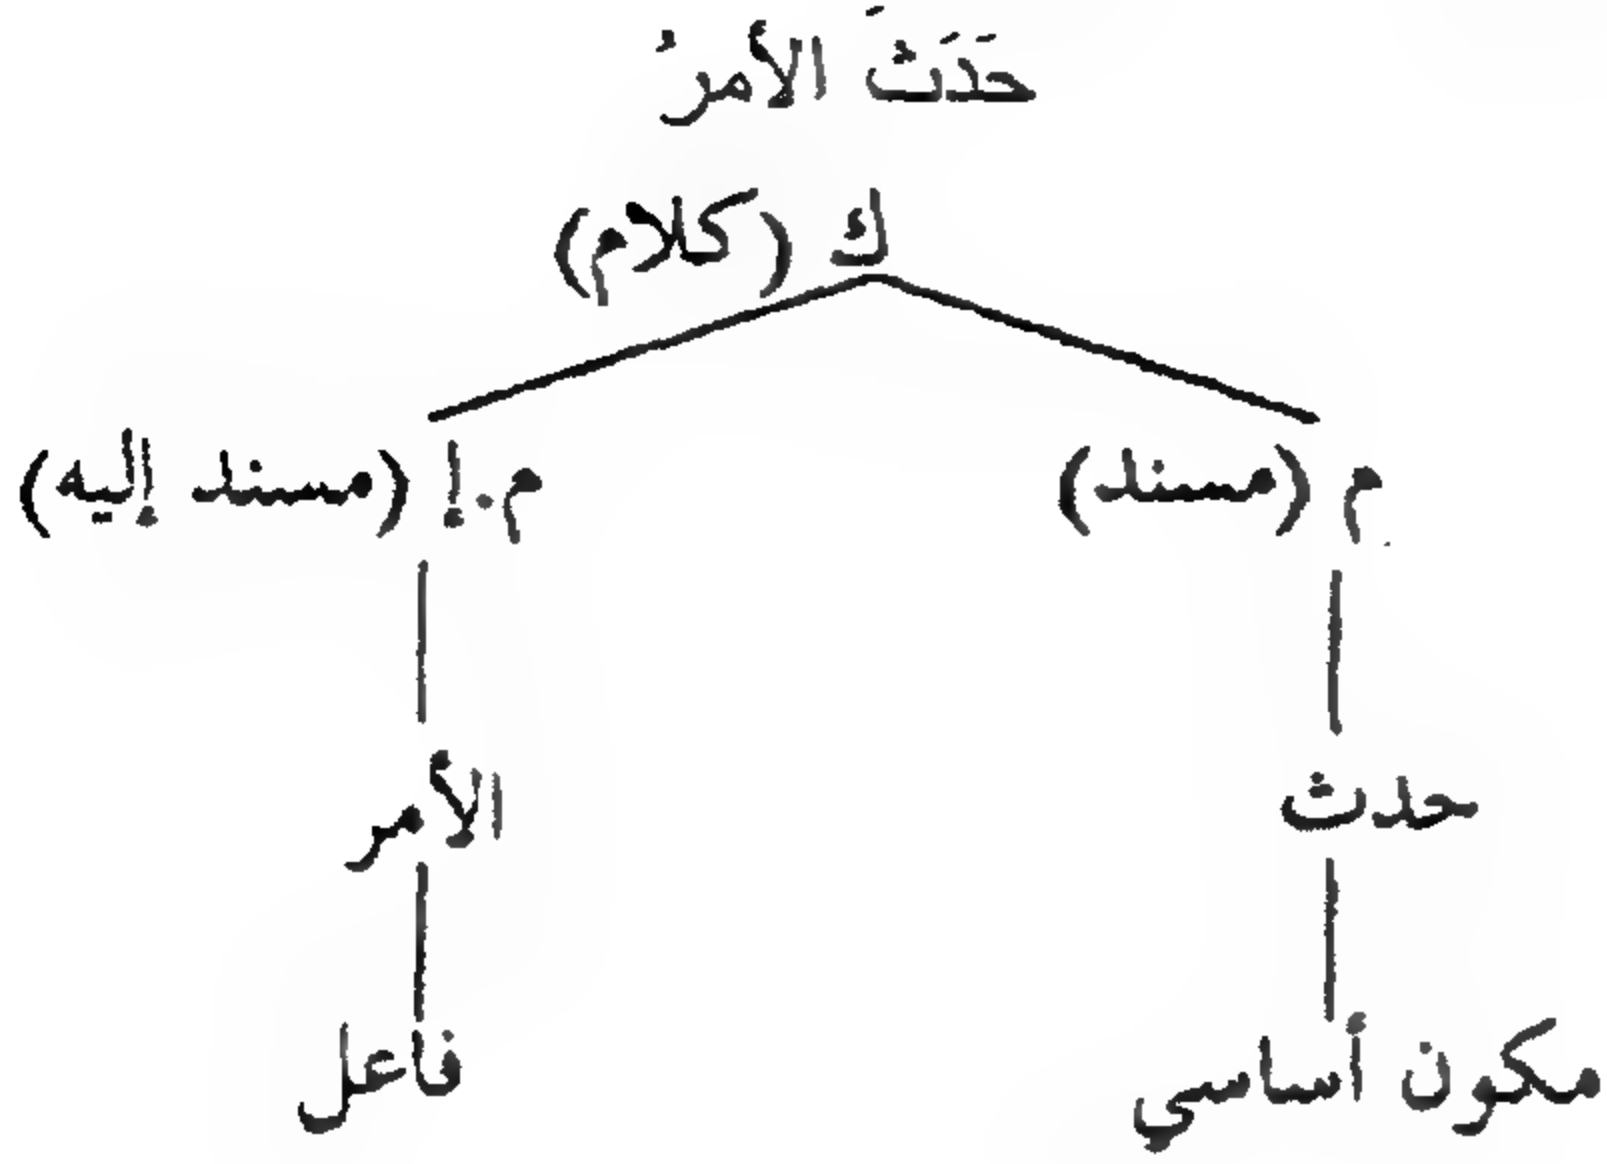 حَدَثَ الأمرُ
ك (كلام)
م (مسند) م.إ (مسند إليه)
حدث الأمر
مكون أساسي فاعل